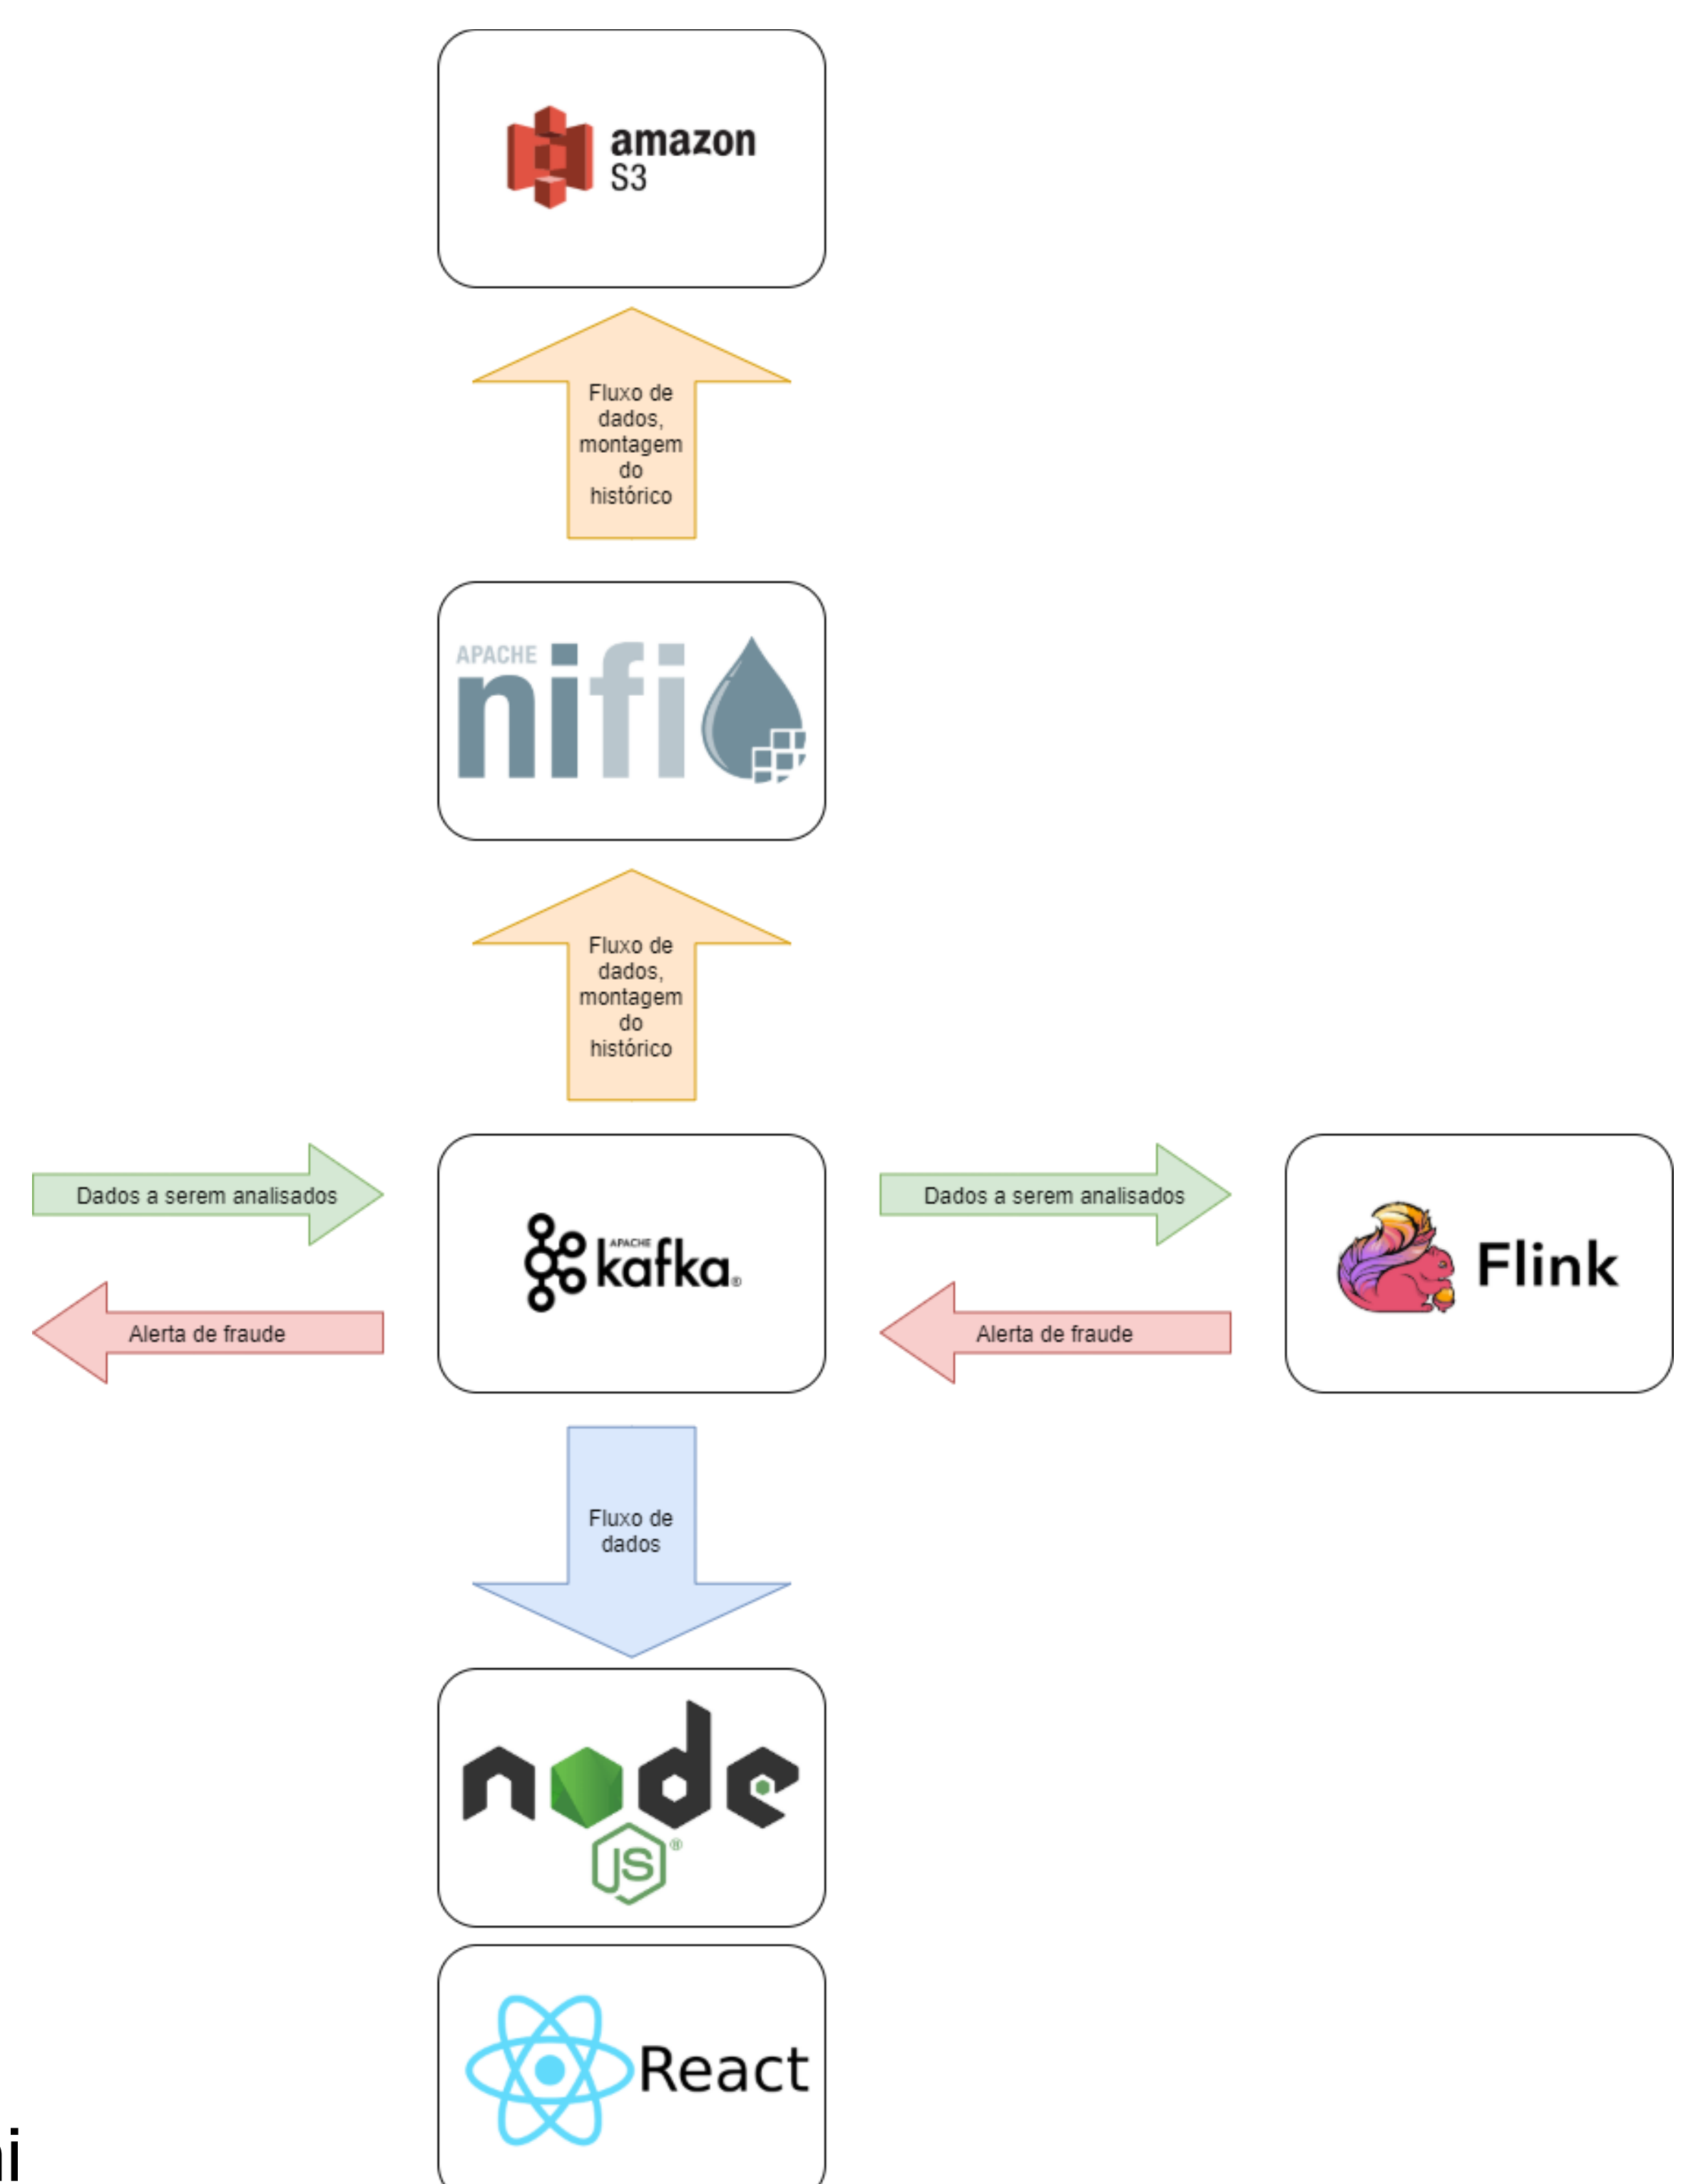 amazon
S3
Fluxo de
dados,
montagem
do
histórico
APACHE
nifi
Fluxo de
dados,
montagem
do
histórico
Dados a serem analisados
Alerta de fraude
APACHE
kafka®
Dados a serem analisados
Alerta de fraude
Flink
Fluxo de
dados
node
JS®
React